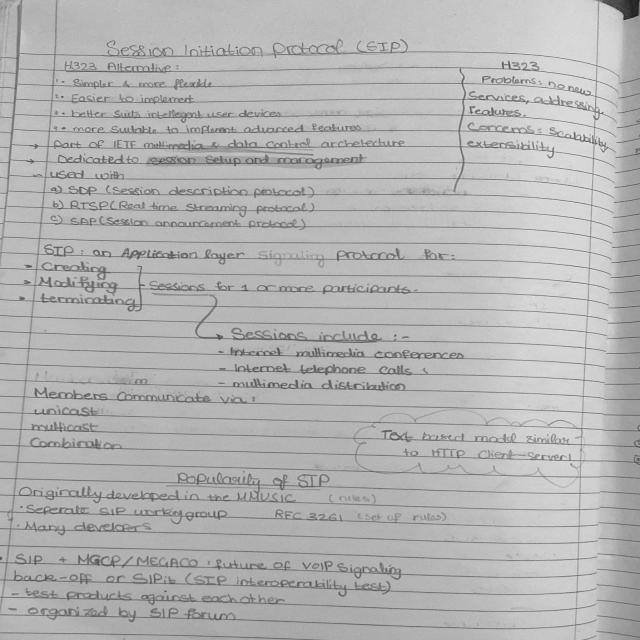 Session Initiation Protocol (SIP)
H323 Alternative:
Simpler & more flexible
Easier to implement
better suits intellegent user devices
more suitable to implment advanced features
→ Part of IETF multimedia & data control archetecture
→ Dedicated to session setup and management
used with
a) SDP (Session description protocol)
b) RTSP (Real time streaming protocol)
c) SAP (Session announcement protocol)
H323
Problems: no new
Services, addressing,
features.
Concerns: Scalability
extensibility
SIP: an Application layer signaling protocol for:
Creating
Modifying
terminating
Sessions for 1 or more participants.
Sessions include :-
- Internet multimedia conferences
- Internet telephone calls
- multimedia distribution
Members Communicate via:
unicast
multicast
Combination
Text based model similar
to HTTP client-server!
Popularity of SIP
Originally developed in the MMUSIC (rules)
Seperate SIP working group RFC 3261 (set of rules)
Many developers
SIP + MGCP/MEGACO: future of VOIP Signaling
back-off or SIPit (SIP interoperability test)
- test products against eachother
- organized by SIP forum